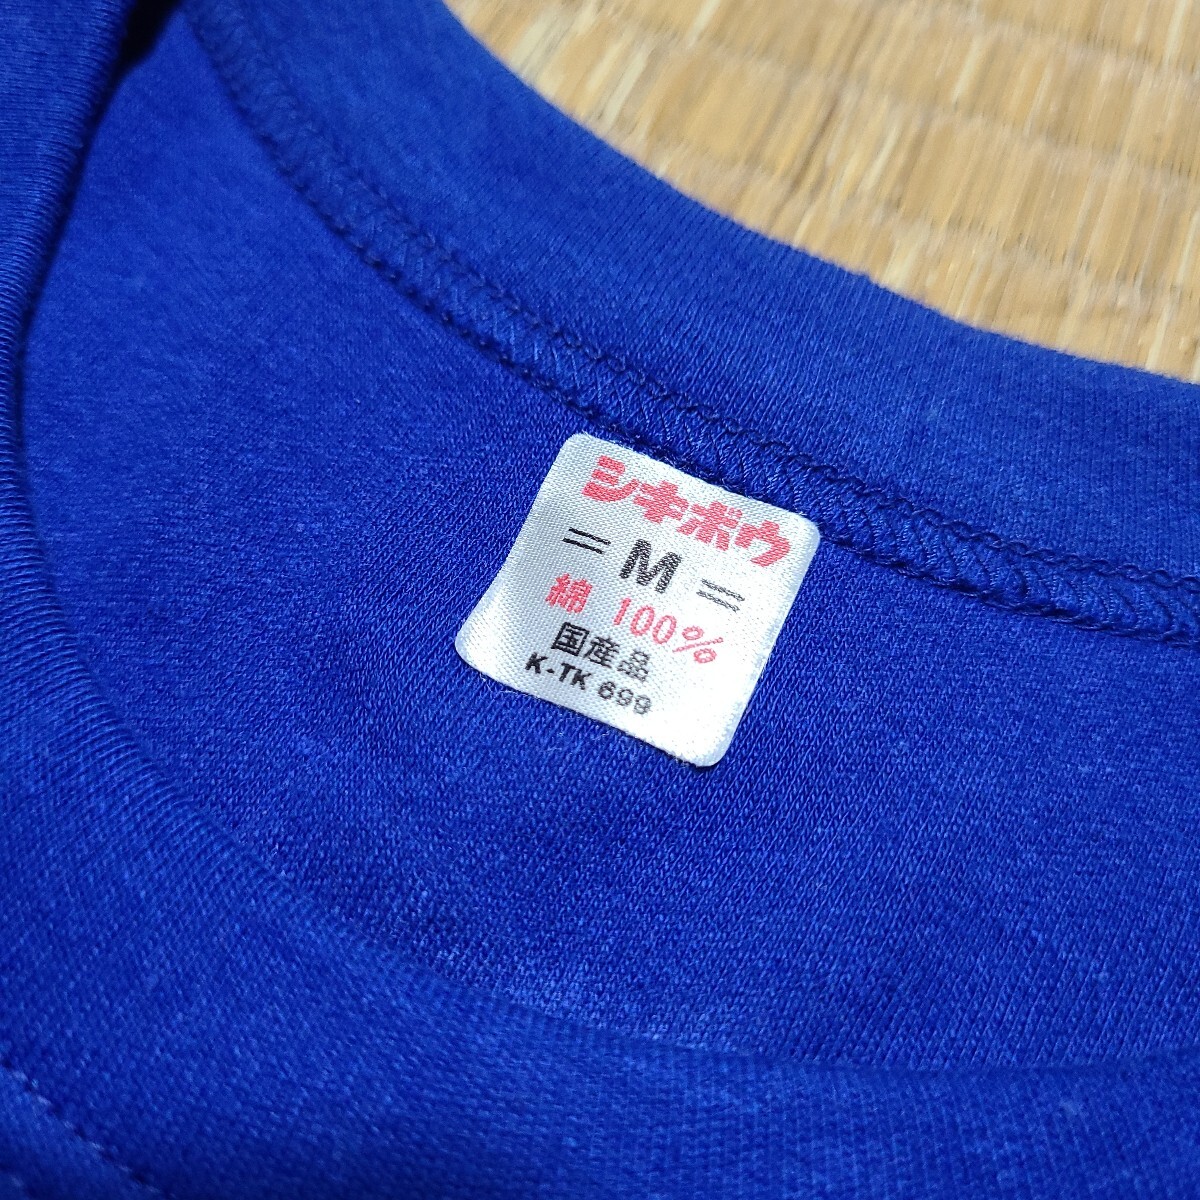 シキボウ
= M =
綿 100%
国産品
K-TK 699